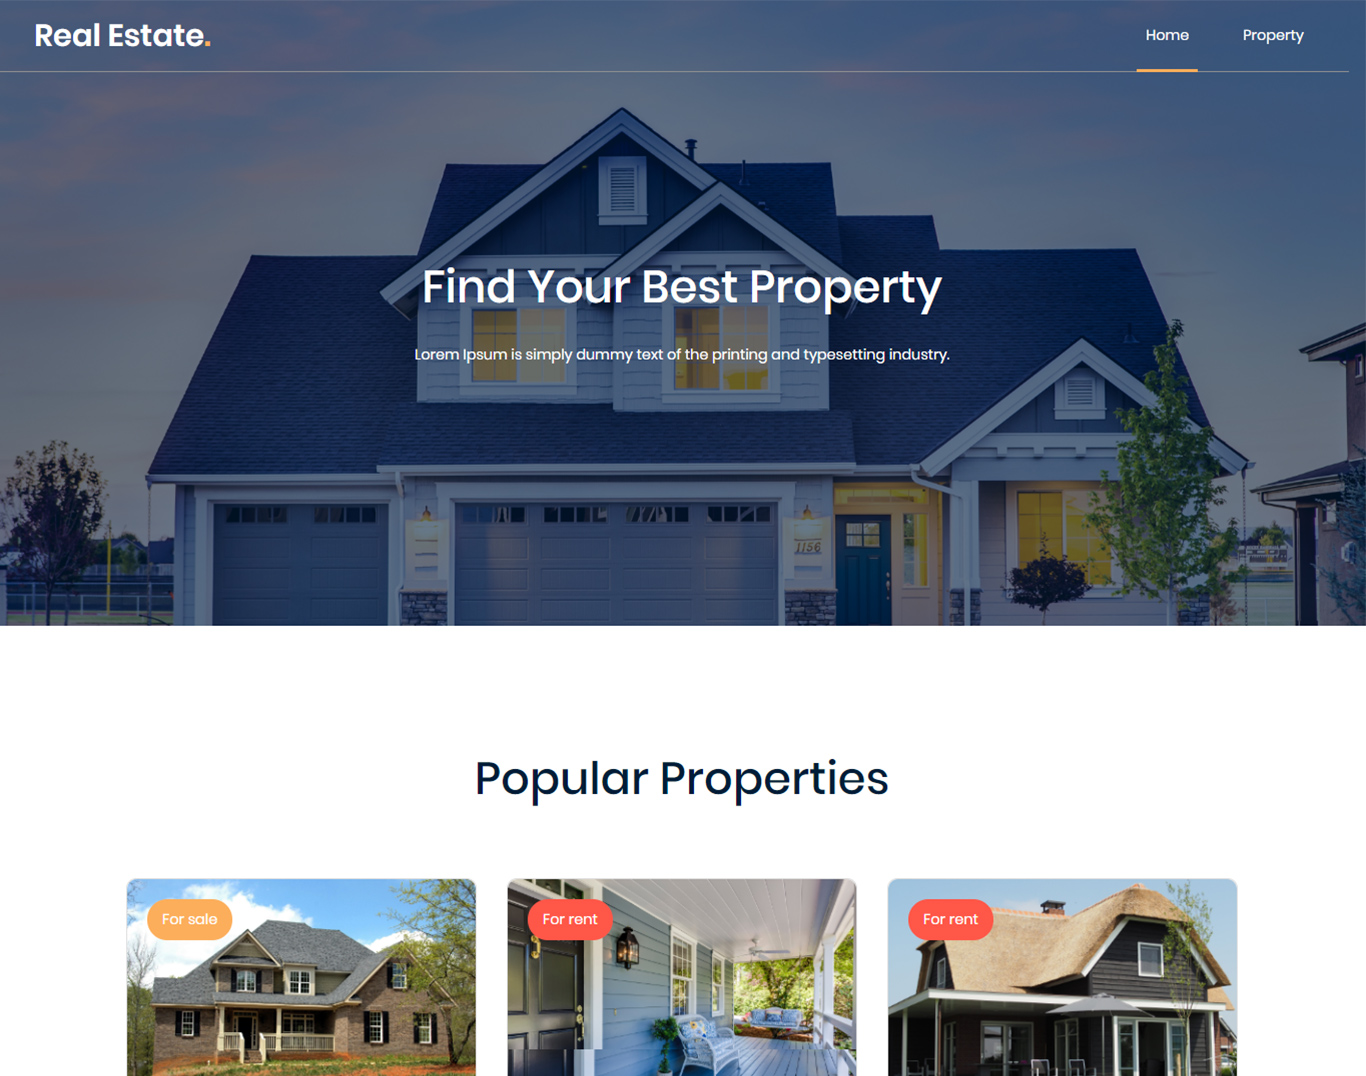 Real Estate.
Home
Property
Find Your Best Property
Lorem Ipsum is simply dummy text of the printing and typesetting industry.
1156
Popular Properties
For sale
For rent
For rent